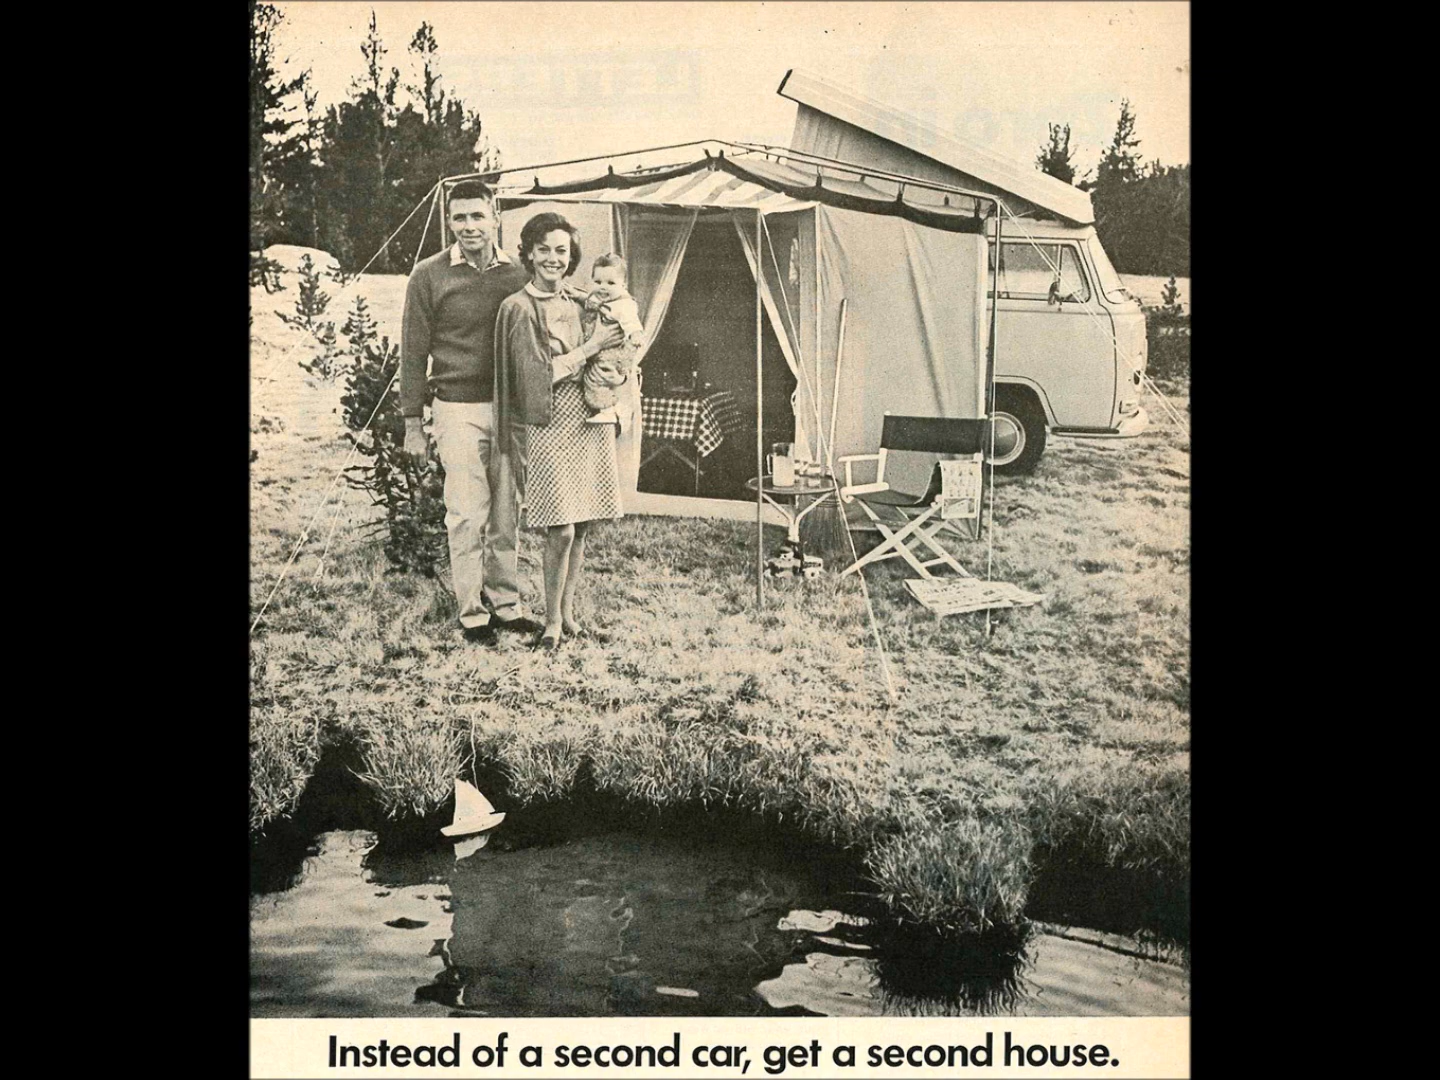 Instead of a second car, get a second house.